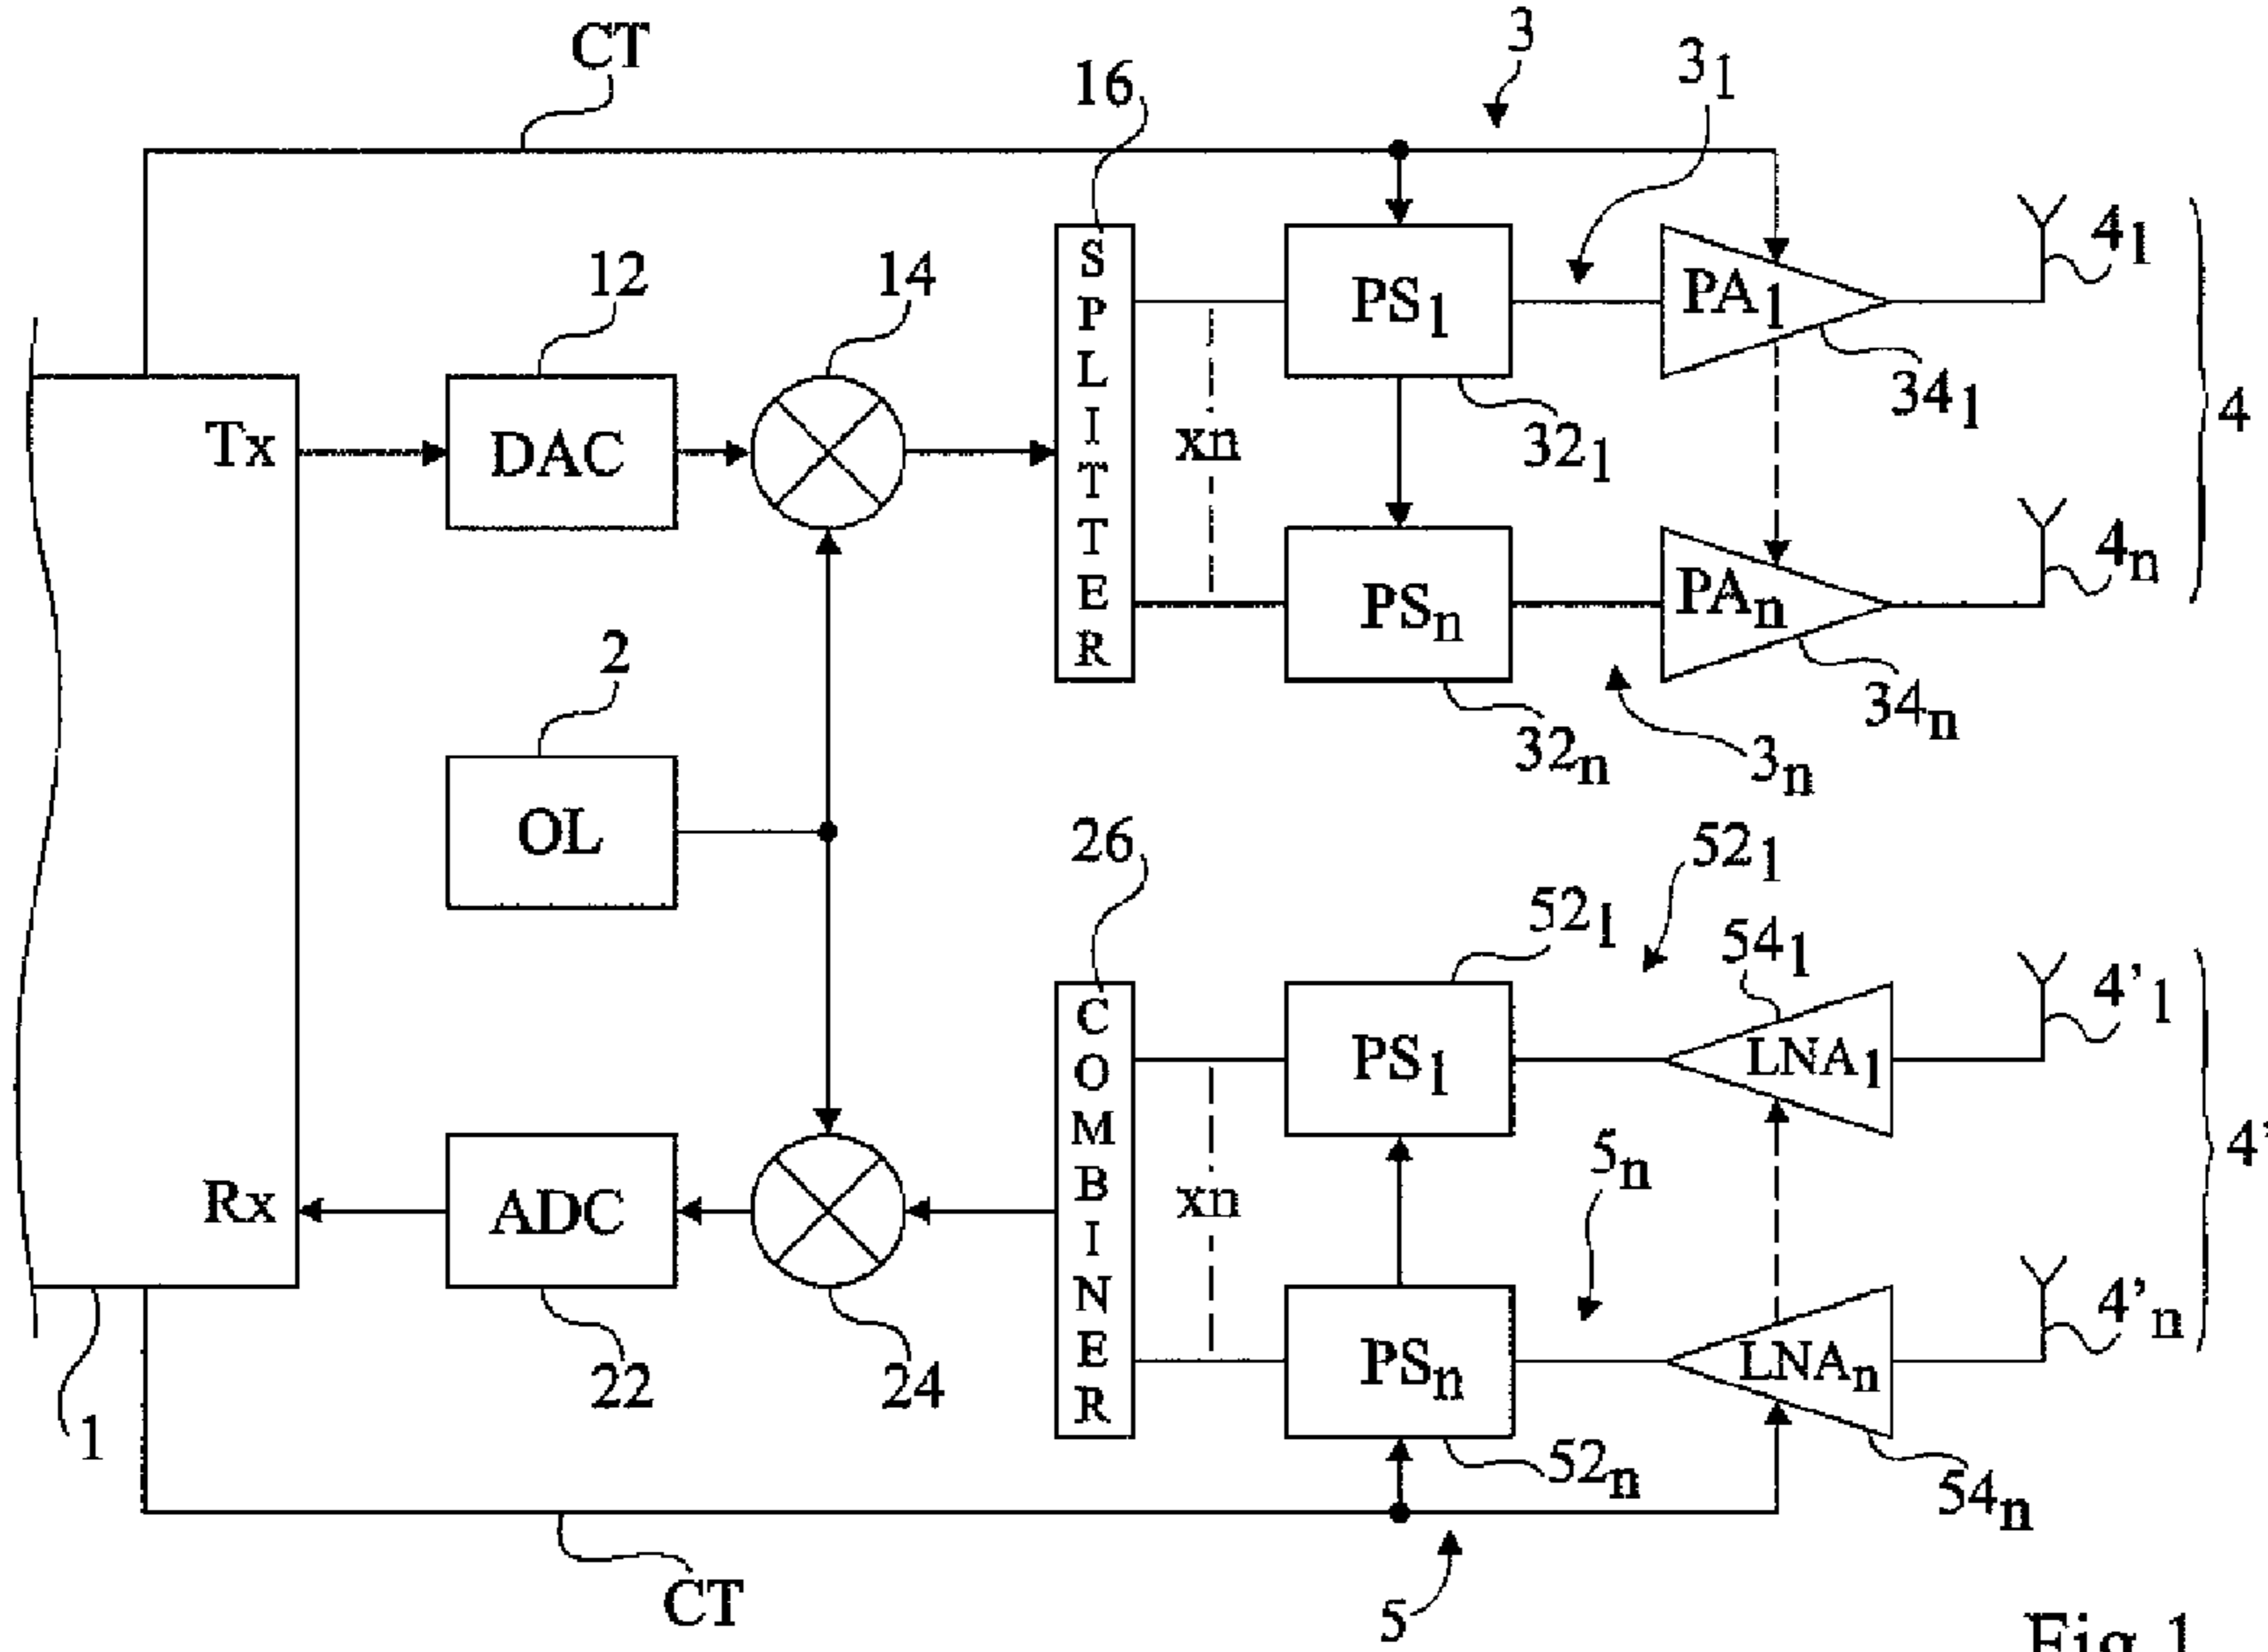 CT
3
3₁
16
12
14
SPLITTER
PS₁
PA₁
4₁
34₁
4
Tx
DAC
xn
32₁
PSₙ
PAₙ
4ₙ
34ₙ
2
32ₙ
3ₙ
OL
26
52₁
52₁
54₁
COMBINER
PS₁
LNA₁
4'₁
4'
Rx
ADC
xn
5ₙ
PSₙ
LNAₙ
4'ₙ
1
22
24
52ₙ
54ₙ
CT
5
Fig 1